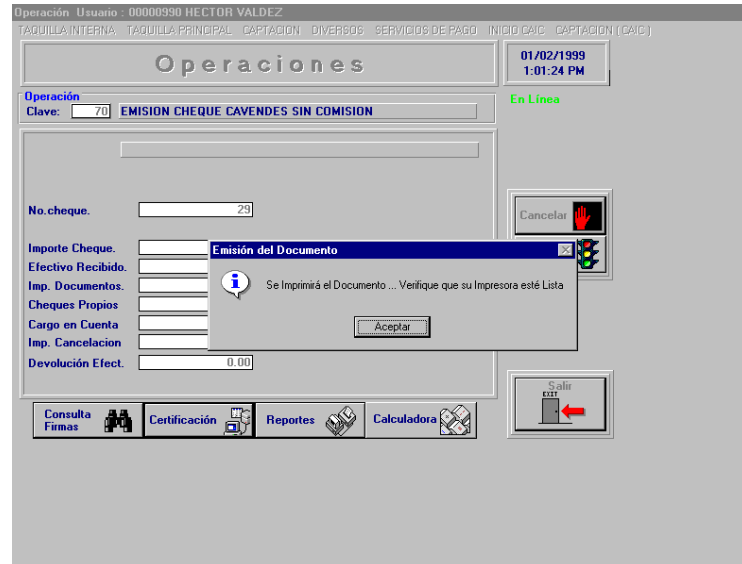 Operación Usuario : 00000990 HECTOR VALDEZ
TAQUILLA INTERNA TAQUILLA PRINCIPAL CAPTACION DIVERSOS SERVICIOS DE PAGO INICIO CAIC CAPTACION ( CAIC )
Operaciones
01/02/1999
1:01:24 PM
Operación
Clave: 70 EMISION CHEQUE CAVENDES SIN COMISION
En Línea
No.cheque. 29
Cancelar
Importe Cheque.
Efectivo Recibido.
Imp. Documentos.
Cheques Propios
Cargo en Cuenta
Imp. Cancelacion
Devolución Efect. 0.00
Emisión del Documento
Se Imprimirá el Documento ... Verifique que su Impresora esté Lista
Aceptar
Salir
EXIT
Consulta Firmas
Certificación
Reportes
Calculadora